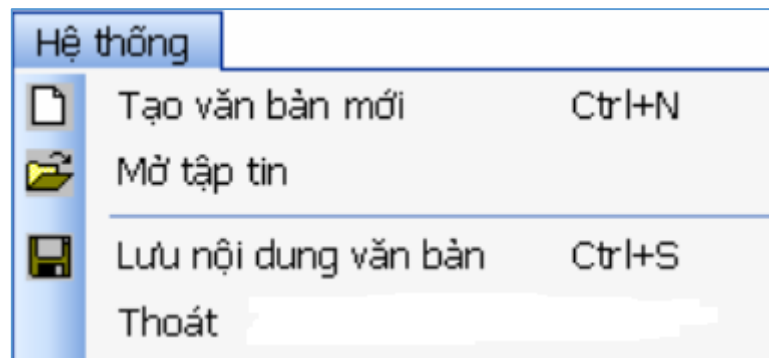 Hệ thống
Tạo văn bản mới Ctrl+N
Mở tập tin
Lưu nội dung văn bản Ctrl+S
Thoát